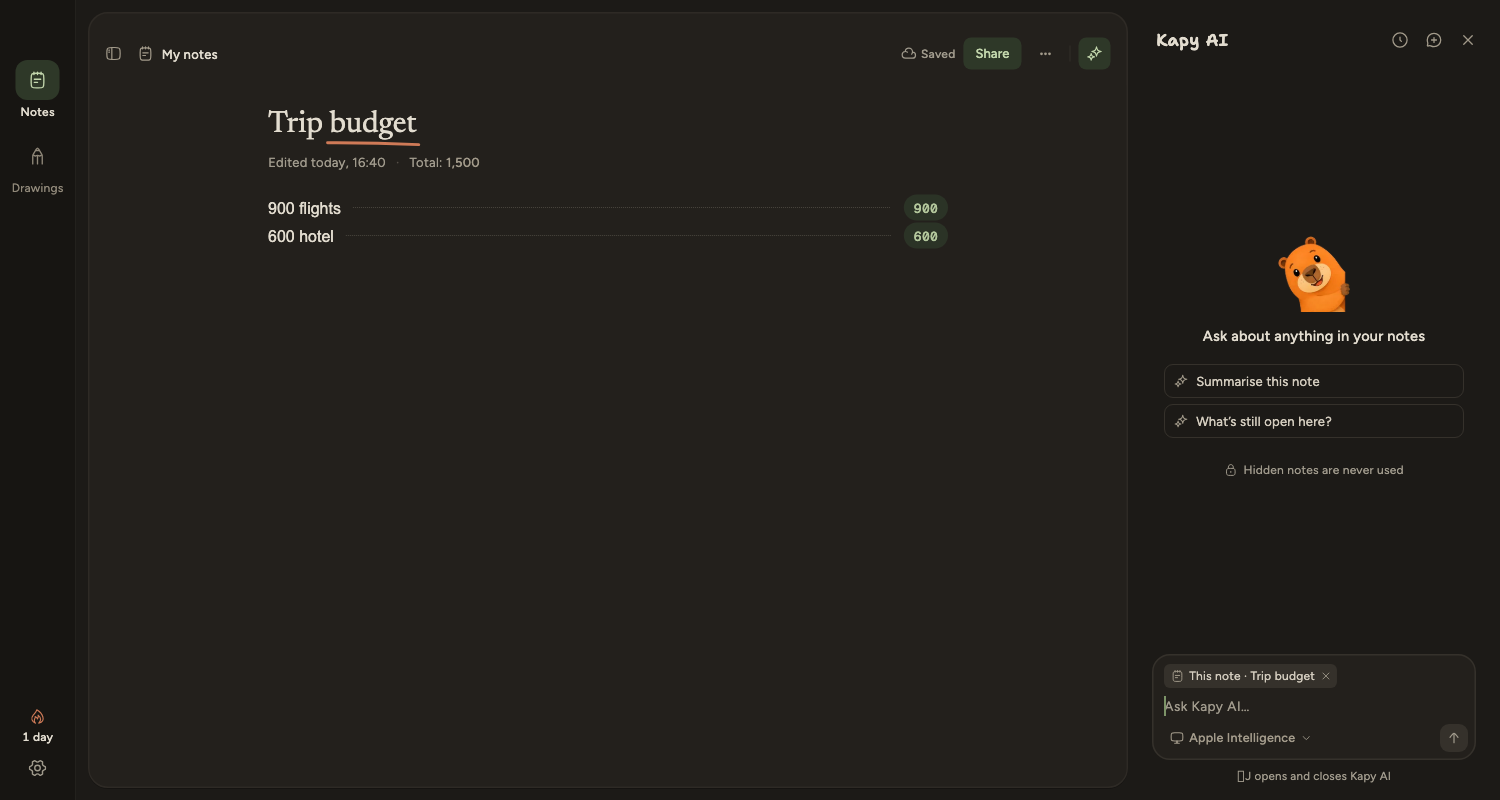 Notes
Drawings
1 day
My notes
Saved
Share
Trip budget
Edited today, 16:40 · Total: 1,500
900 flights 900
600 hotel 600
Kapy AI
Ask about anything in your notes
Summarise this note
What's still open here?
Hidden notes are never used
This note · Trip budget
Ask Kapy AI...
Apple Intelligence
J opens and closes Kapy AI